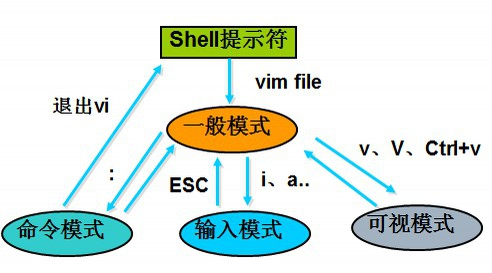 Shell提示符
vim file
退出vi
一般模式
v、V、Ctrl+v
:
ESC
i、a..
命令模式
输入模式
可视模式